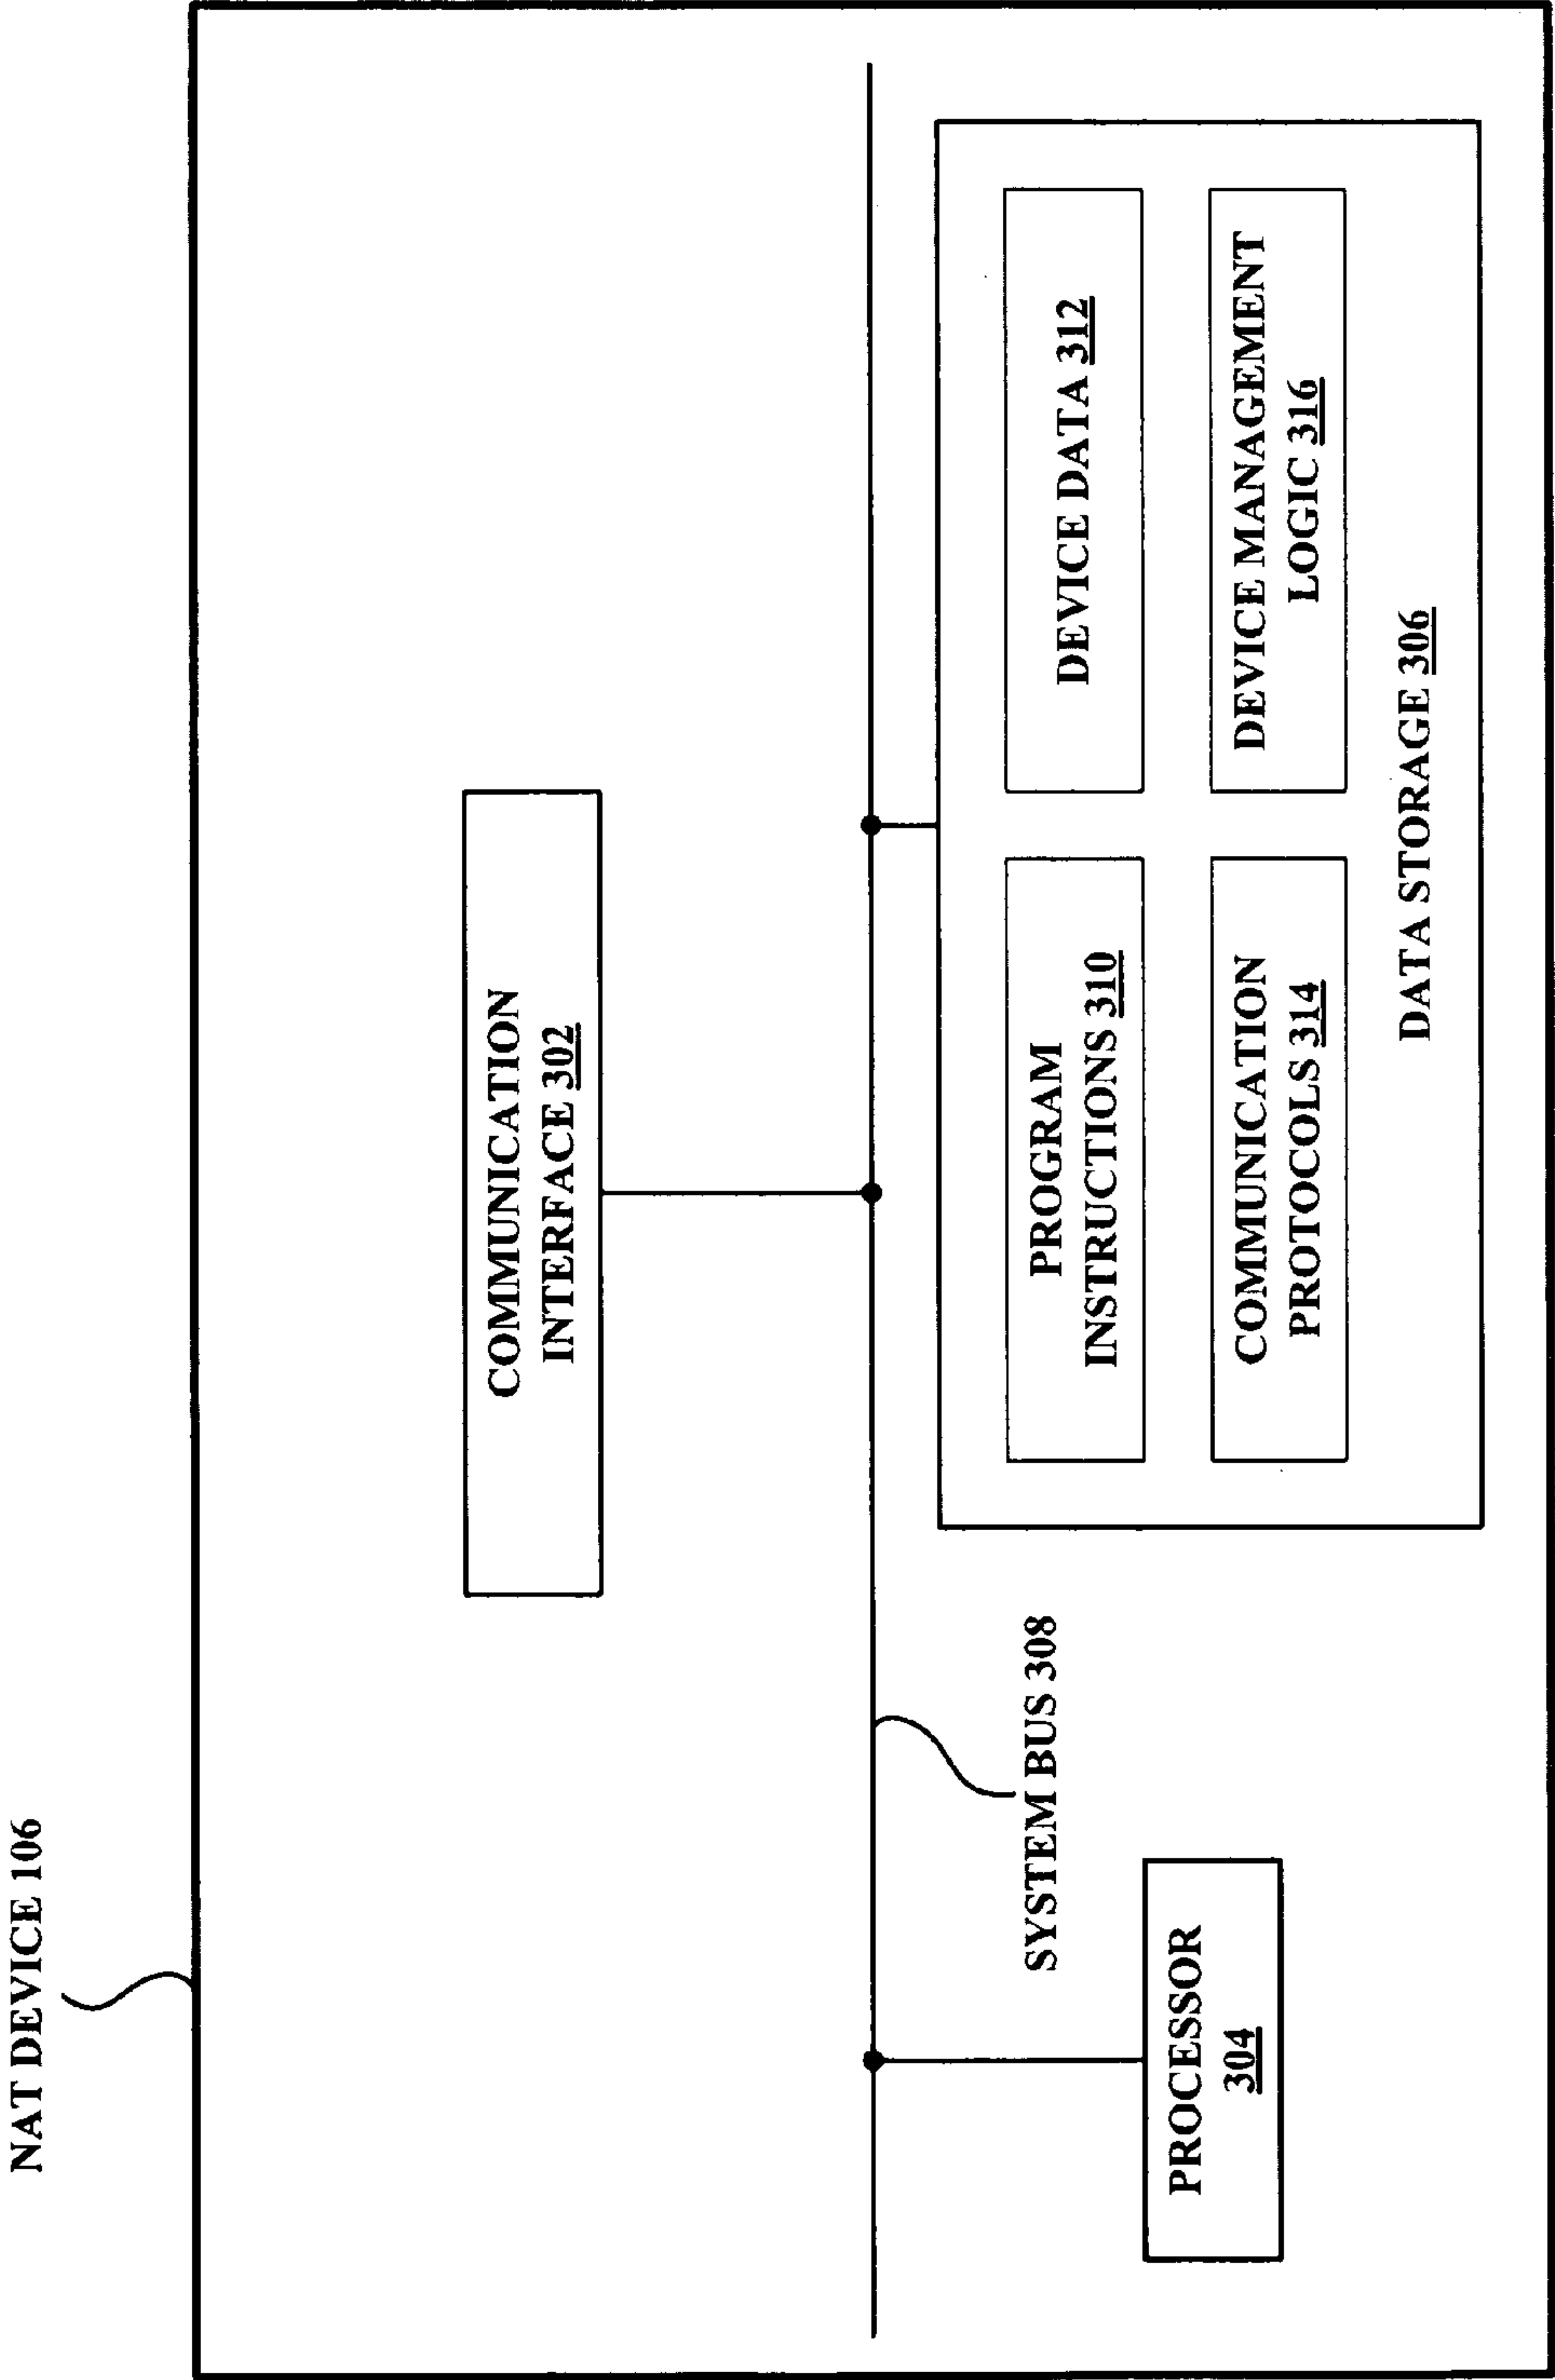 NAT DEVICE 106
COMMUNICATION
INTERFACE 302
SYSTEM BUS 308
PROCESSOR
304
PROGRAM
INSTRUCTIONS 310
DEVICE DATA 312
COMMUNICATION
PROTOCOLS 314
DEVICE MANAGEMENT
LOGIC 316
DATA STORAGE 306